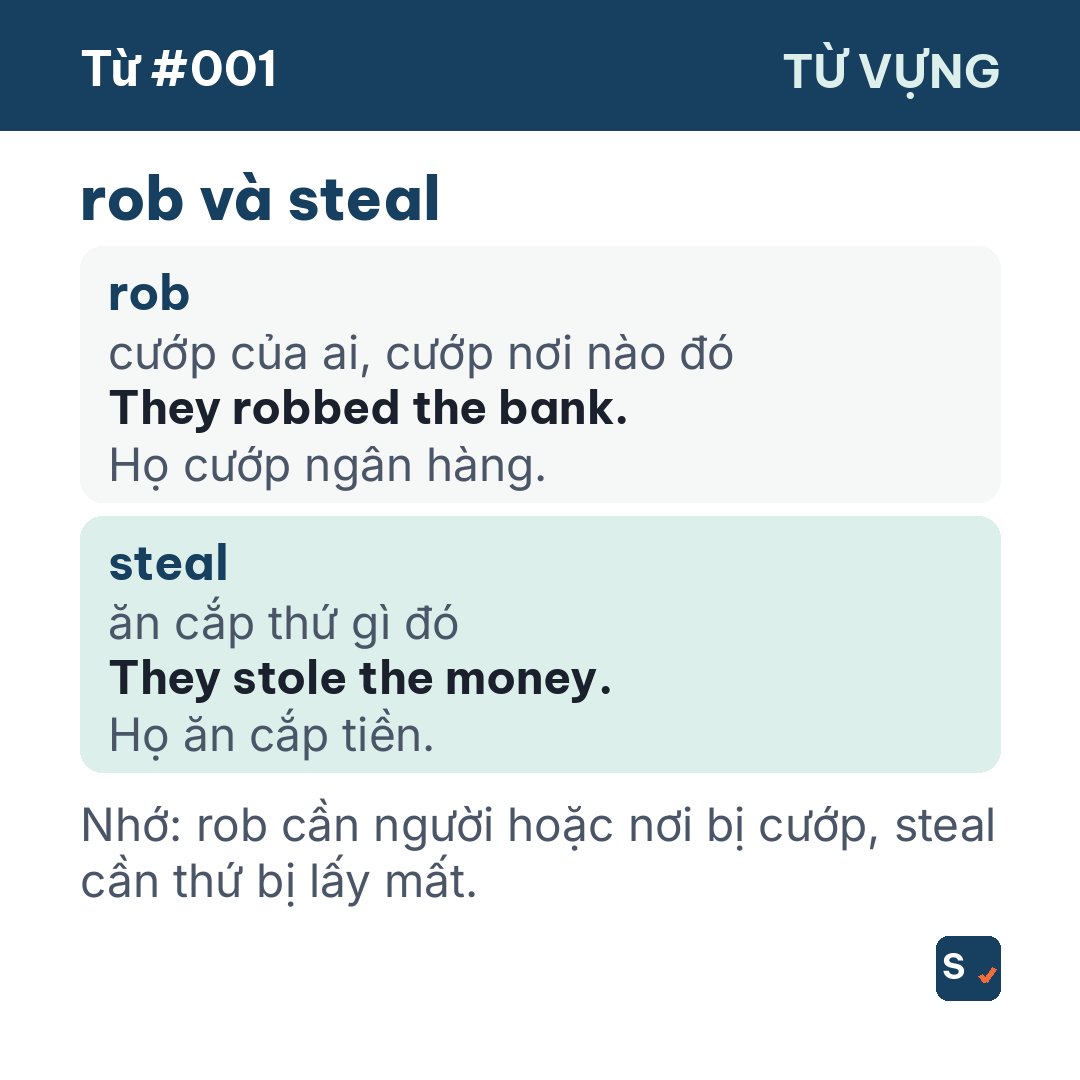 Từ #001
TỪ VỰNG
rob và steal
rob
cướp của ai, cướp nơi nào đó
They robbed the bank.
Họ cướp ngân hàng.
steal
ăn cắp thứ gì đó
They stole the money.
Họ ăn cắp tiền.
Nhớ: rob cần người hoặc nơi bị cướp, steal
cần thứ bị lấy mất.
S